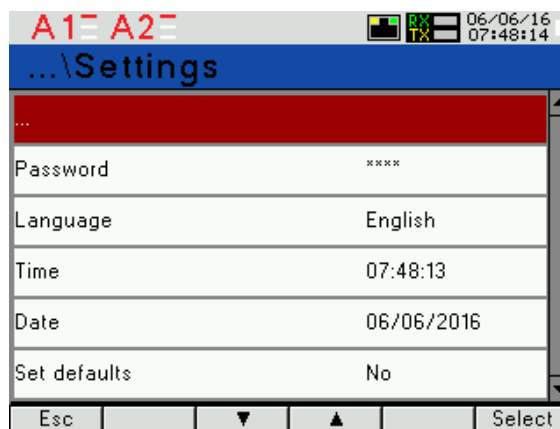 A1 A2 RX TX 06/06/16
07:48:14
...\Settings
...
Password ****
Language English
Time 07:48:13
Date 06/06/2016
Set defaults No
Esc ▼ ▲ Select